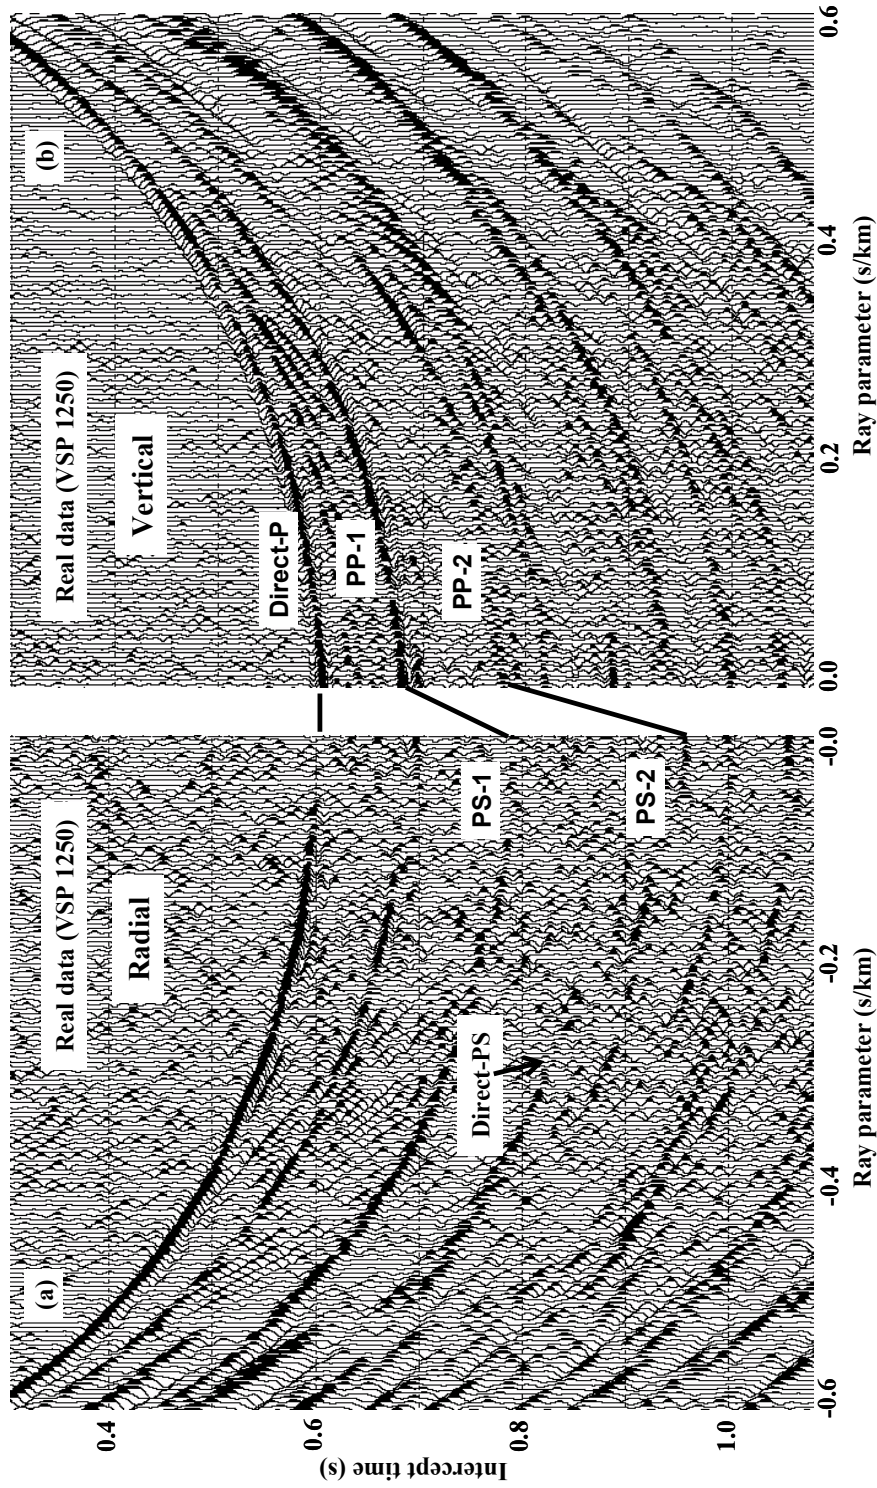 (a)
Real data (VSP 1250)
Radial
PS-1
PS-2
Direct-PS
Intercept time (s)
0.4
0.6
0.8
1.0
-0.6
-0.4
-0.2
-0.0
Ray parameter (s/km)
(b)
Real data (VSP 1250)
Vertical
Direct-P
PP-1
PP-2
0.0
0.2
0.4
0.6
Ray parameter (s/km)